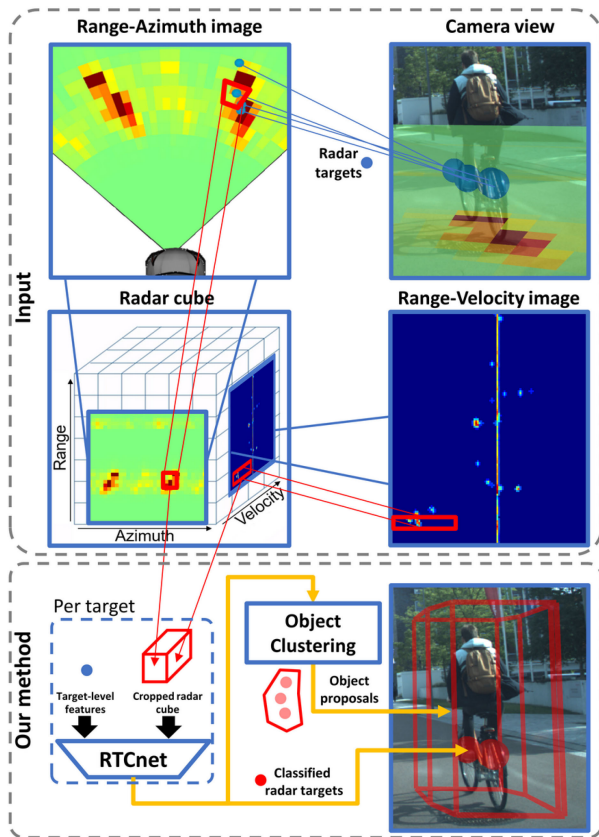 Range-Azimuth image
Camera view
Radar
targets
Input
Radar cube
Range-Velocity image
Range
Azimuth
Velocity
Our method
Per target
Target-level
features
Cropped radar
cube
RTCnet
Object
Clustering
Object
proposals
Classified
radar targets